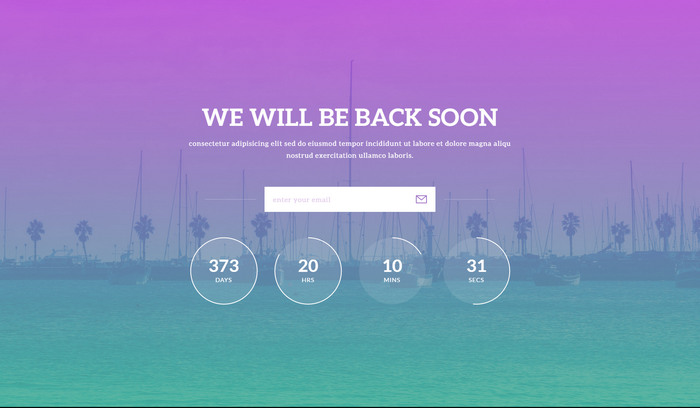 WE WILL BE BACK SOON
consectetur adipisicing elit sed do eiusmod tempor incididunt ut labore et dolore magna aliqu
nostrud exercitation ullamco laboris.
enter your email
373 20 10 31
DAYS HRS MINS SECS